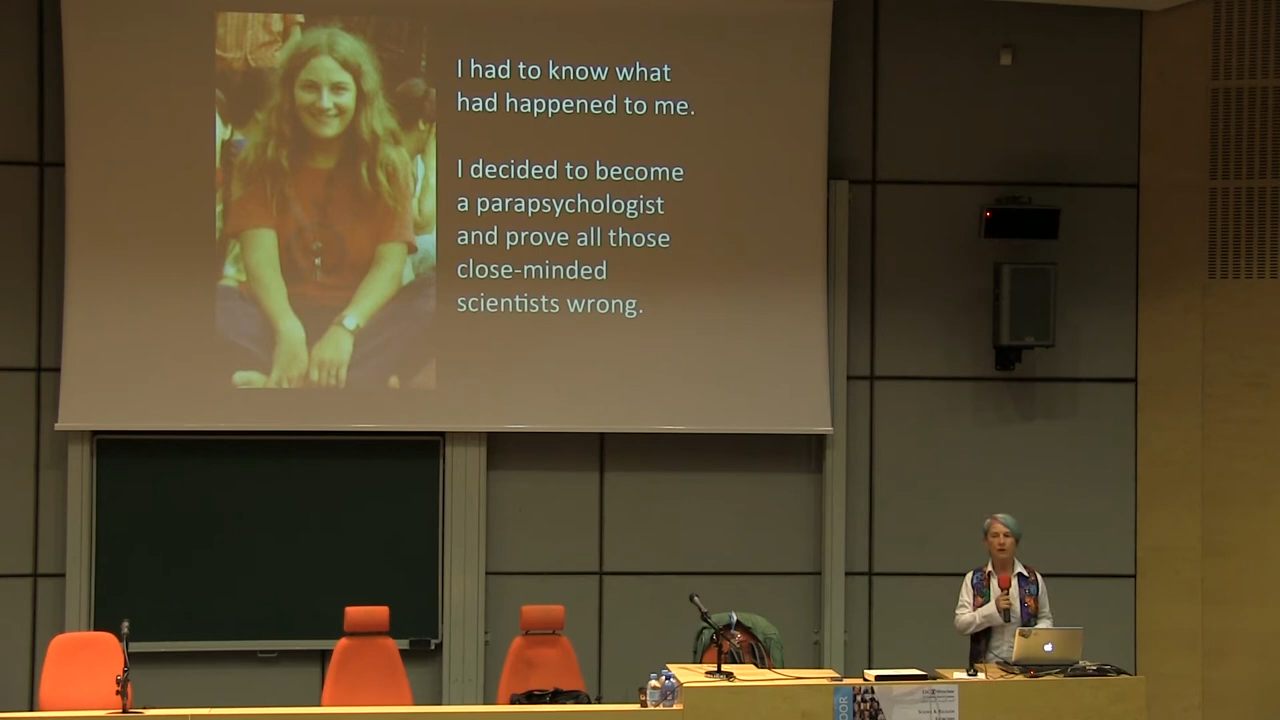 I had to know what
had happened to me.
I decided to become
a parapsychologist
and prove all those
close-minded
scientists wrong.